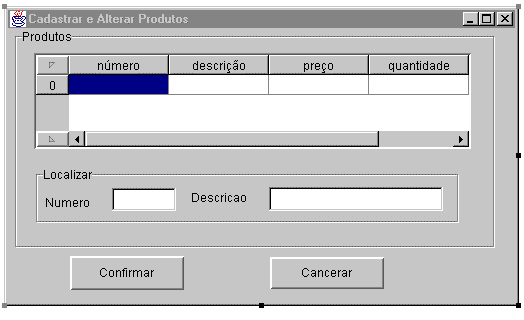 Cadastrar e Alterar Produtos
Produtos
número descrição preço quantidade
0
Localizar
Numero Descricao
Confirmar Cancerar